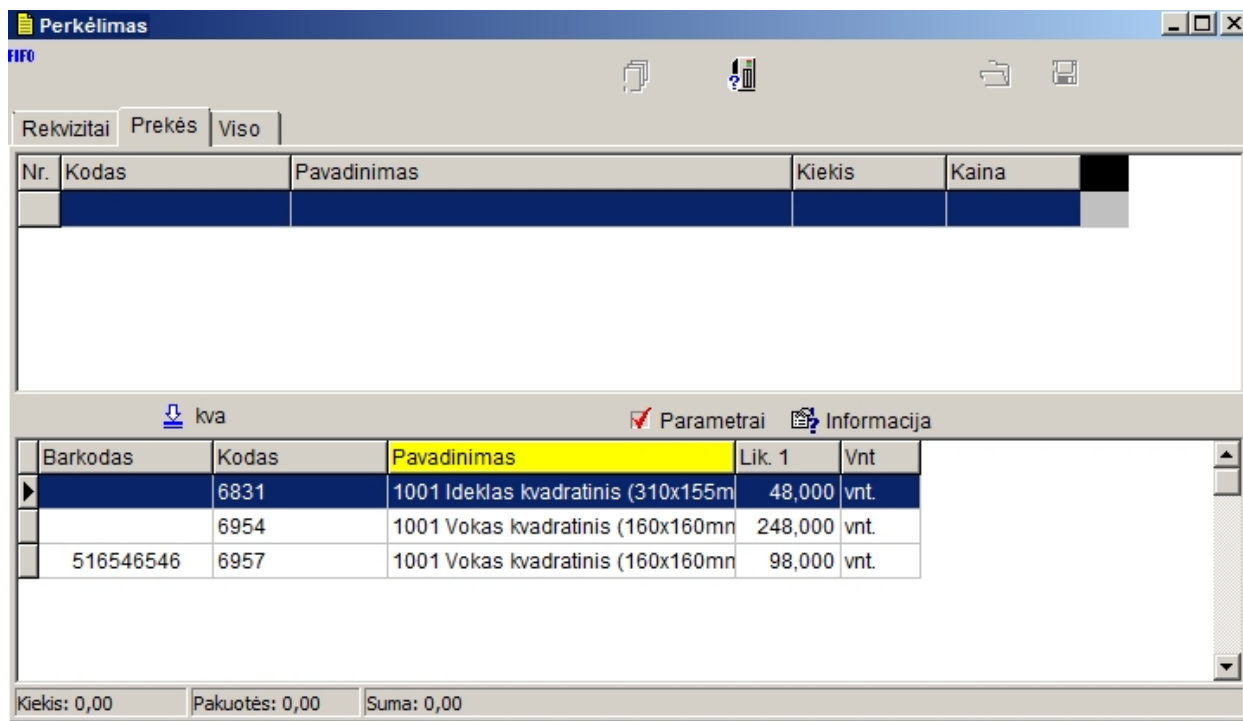 Perkėlimas
FIFO
Rekvizitai Prekės Viso
Nr. Kodas Pavadinimas Kiekis Kaina
kva Parametrai Informacija
Barkodas Kodas Pavadinimas Lik. 1 Vnt
6831 1001 Ideklas kvadratinis (310x155m 48,000 vnt.
6954 1001 Vokas kvadratinis (160x160mm 248,000 vnt.
516546546 6957 1001 Vokas kvadratinis (160x160mm 98,000 vnt.
Kiekis: 0,00 Pakuotės: 0,00 Suma: 0,00